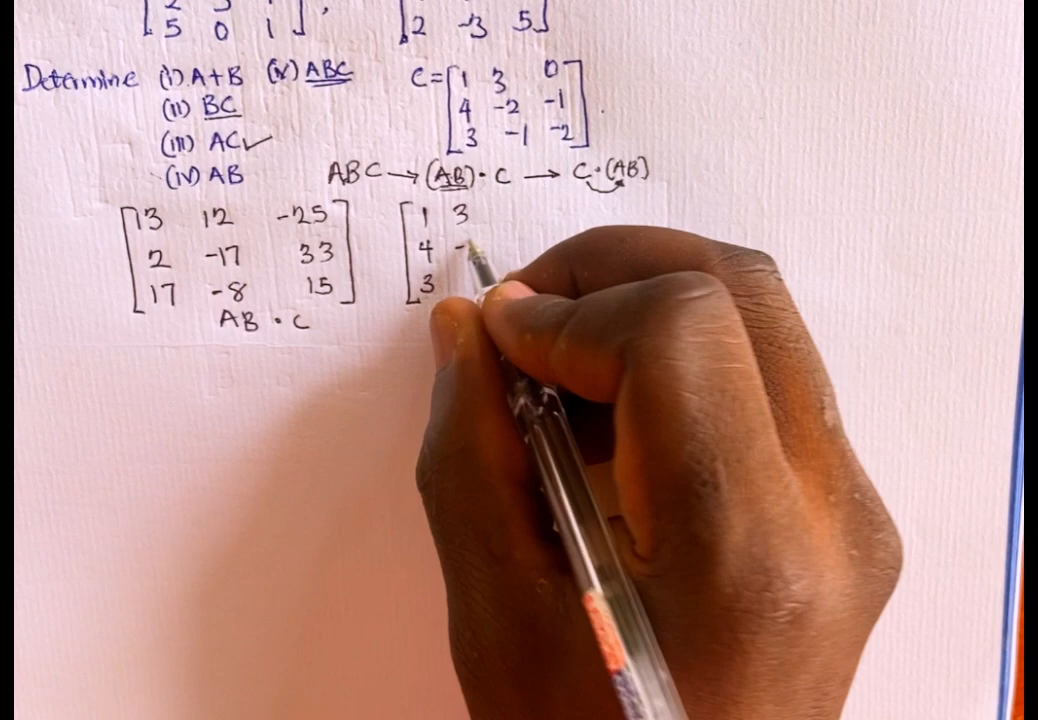 5 0 1 ] , [ 2 -3 5 ]
Determine (i) A+B (v) ABC C = [ 1 3 0
(ii) BC 4 -2 -1
(iii) AC✓ 3 -1 -2 ] .
(iv) AB ABC → (AB) · C → C · (AB)
[ 13 12 -25 ] [ 1 3
2 -17 33 4 -
17 -8 15 3
AB · C